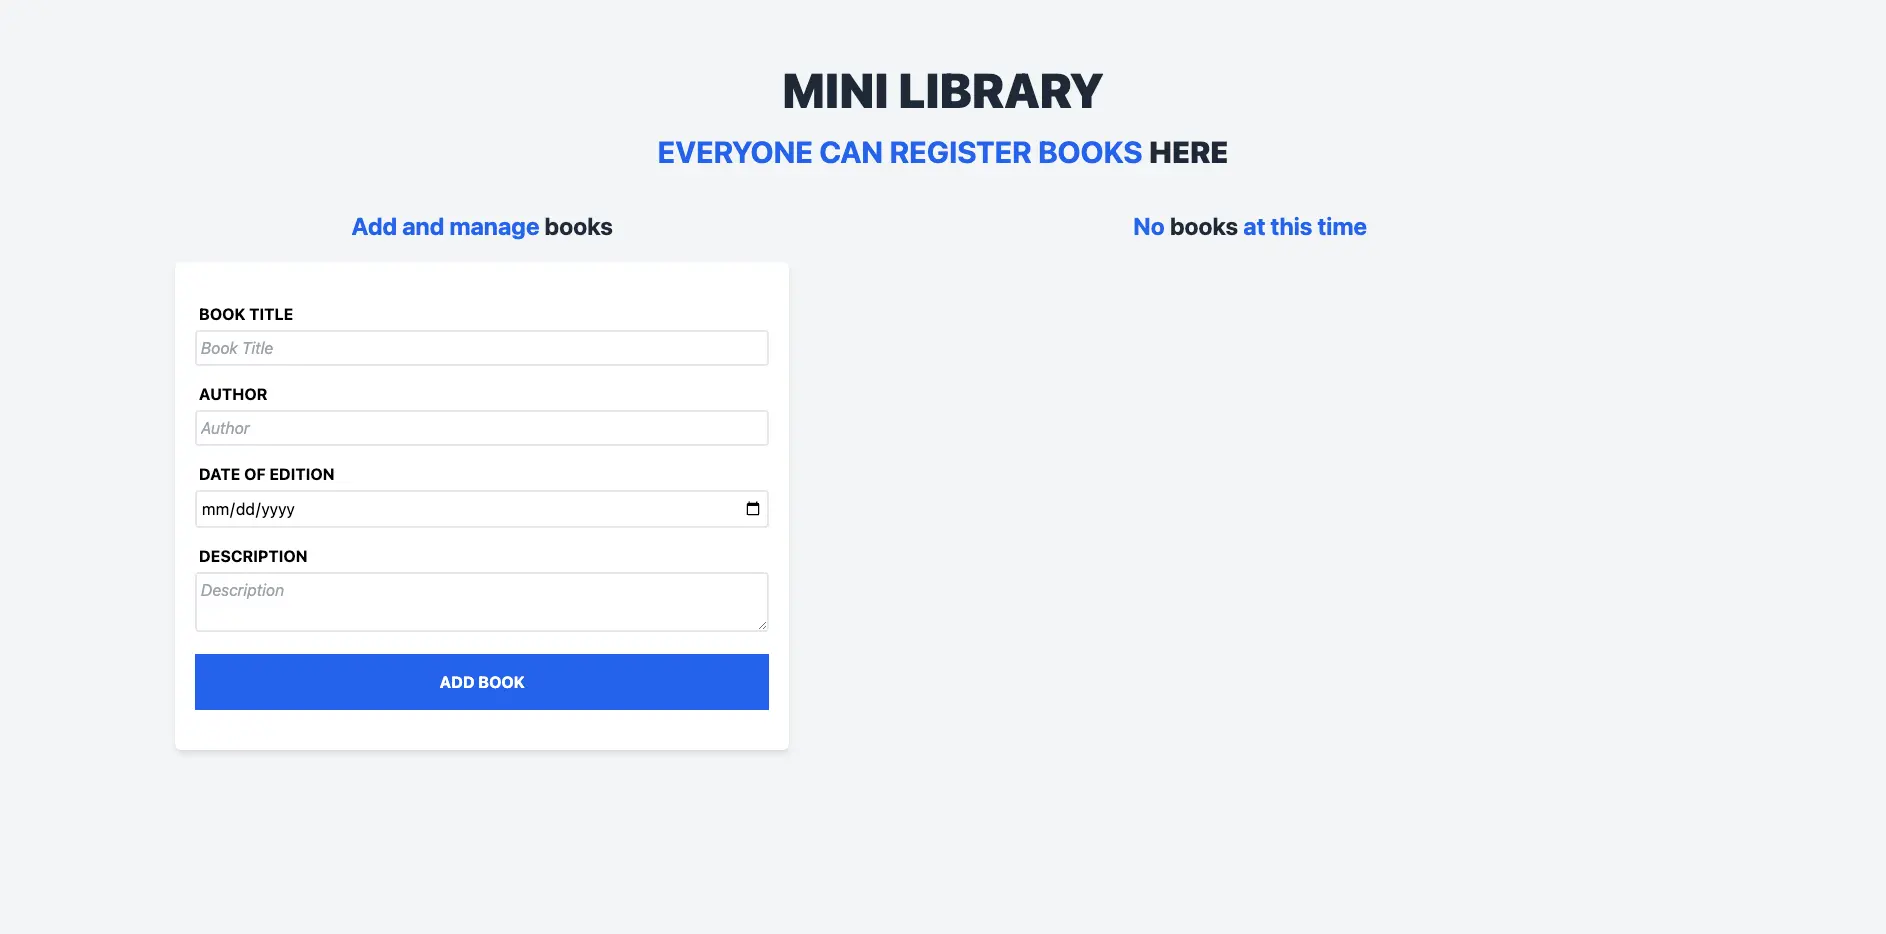 MINI LIBRARY
EVERYONE CAN REGISTER BOOKS HERE
Add and manage books
BOOK TITLE
Book Title
AUTHOR
Author
DATE OF EDITION
mm/dd/yyyy
DESCRIPTION
Description
ADD BOOK
No books at this time